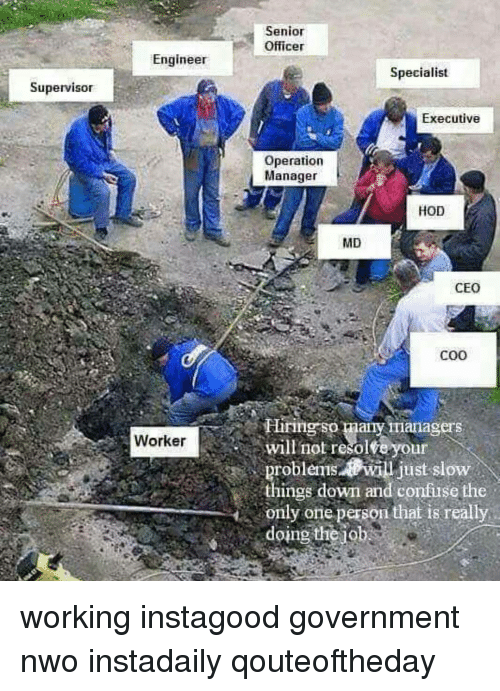 Senior
Officer
Engineer
Specialist
Supervisor
Executive
Operation
Manager
HOD
MD
CEO
COO
Worker
Hiring so many managers
will not resolve your
problems. It will just slow
things down and confuse the
only one person that is really
doing the job.
working instagood government
nwo instadaily qouteoftheday